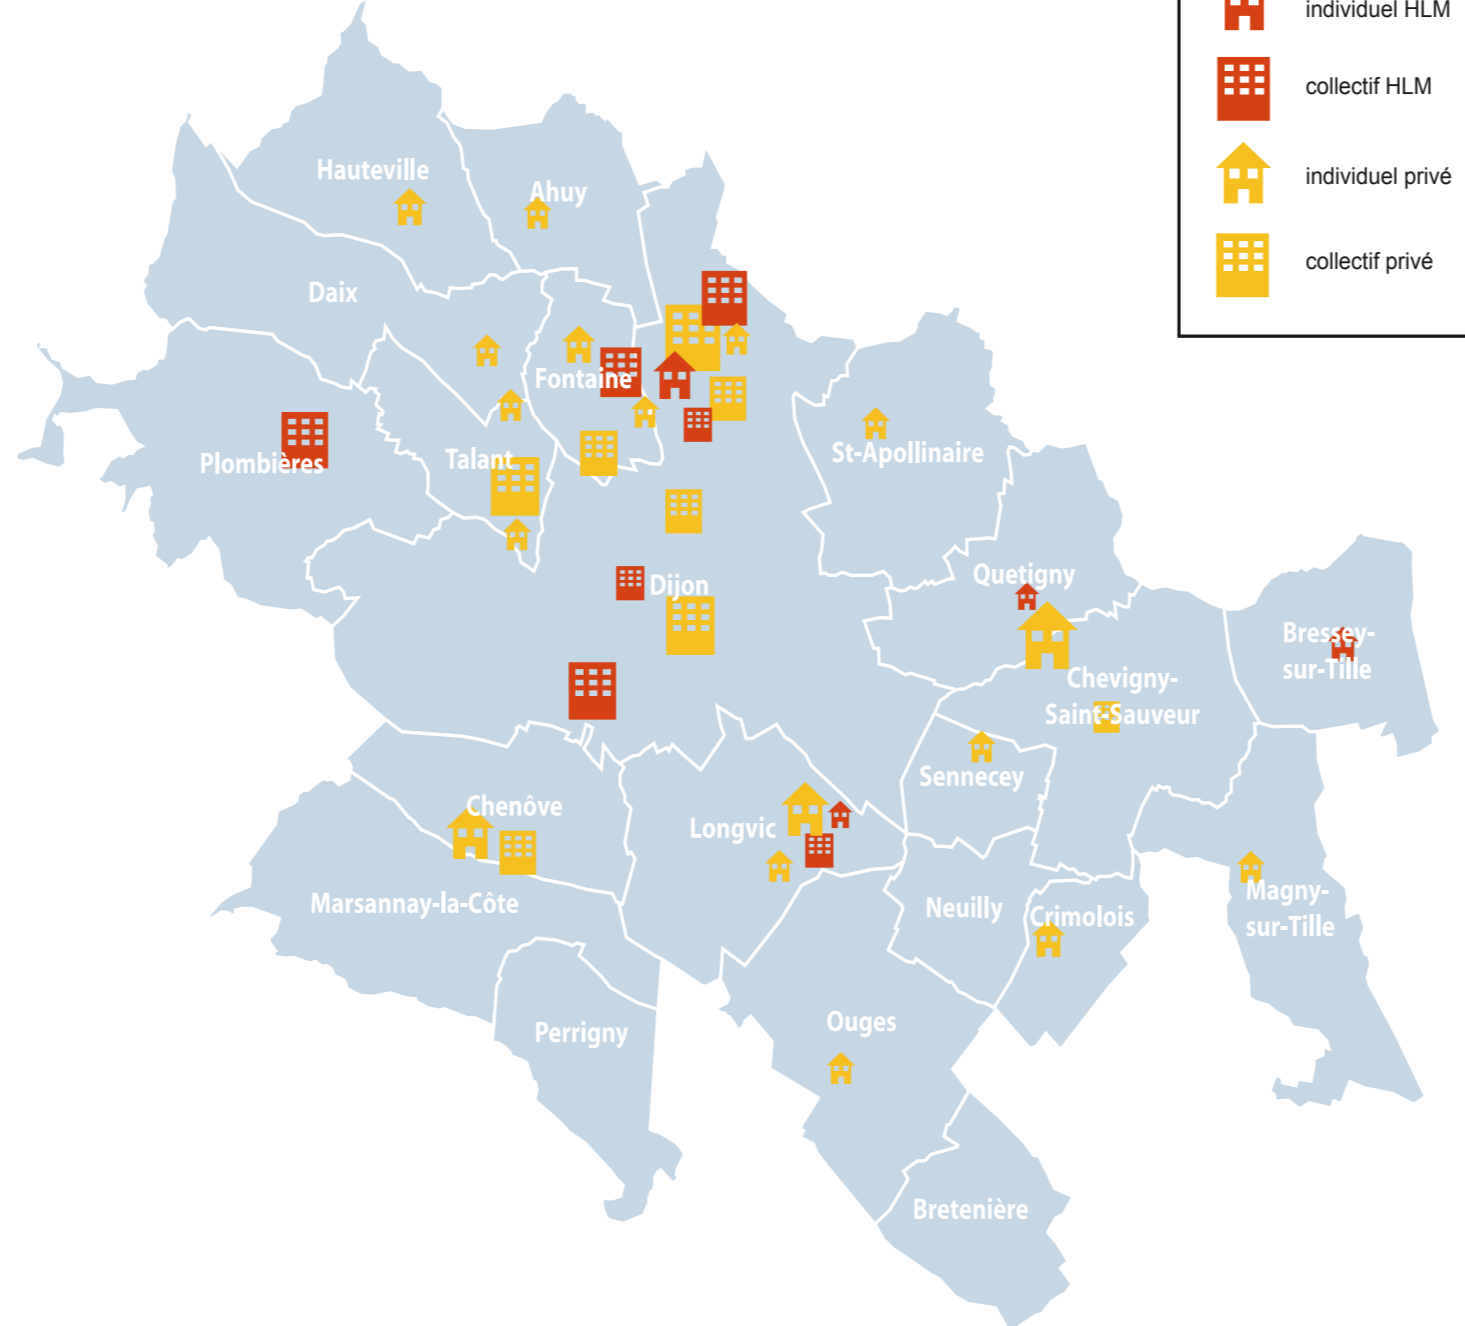 individuel HLM
collectif HLM
individuel privé
collectif privé
Hauteville
Ahuy
Daix
Fontaine
Plombières
Talant
St-Apollinaire
Dijon
Quetigny
Bressey-
sur-Tille
Chevigny-
Saint-Sauveur
Sennecey
Chenôve
Longvic
Marsannay-la-Côte
Neuilly
Crimolois
Magny-
sur-Tille
Perrigny
Ouges
Bretenière